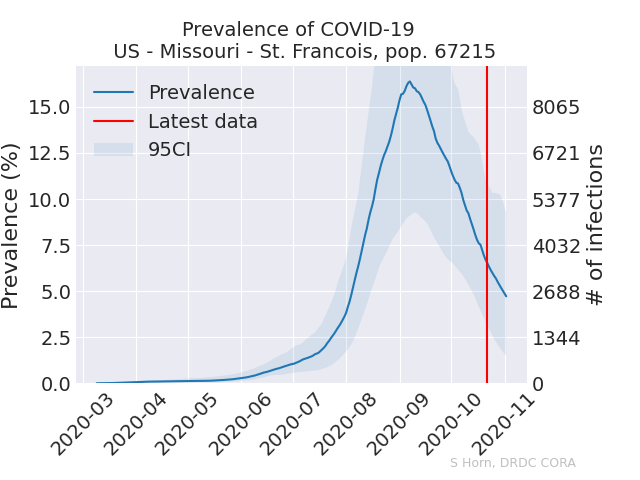 Prevalence of COVID-19
US - Missouri - St. Francois, pop. 67215
Prevalence
Latest data
95CI
Prevalence (%)
15.0
12.5
10.0
7.5
5.0
2.5
0.0
8065
6721
5377
4032
2688
1344
0
# of infections
2020-03
2020-04
2020-05
2020-06
2020-07
2020-08
2020-09
2020-10
2020-11
S Horn, DRDC CORA